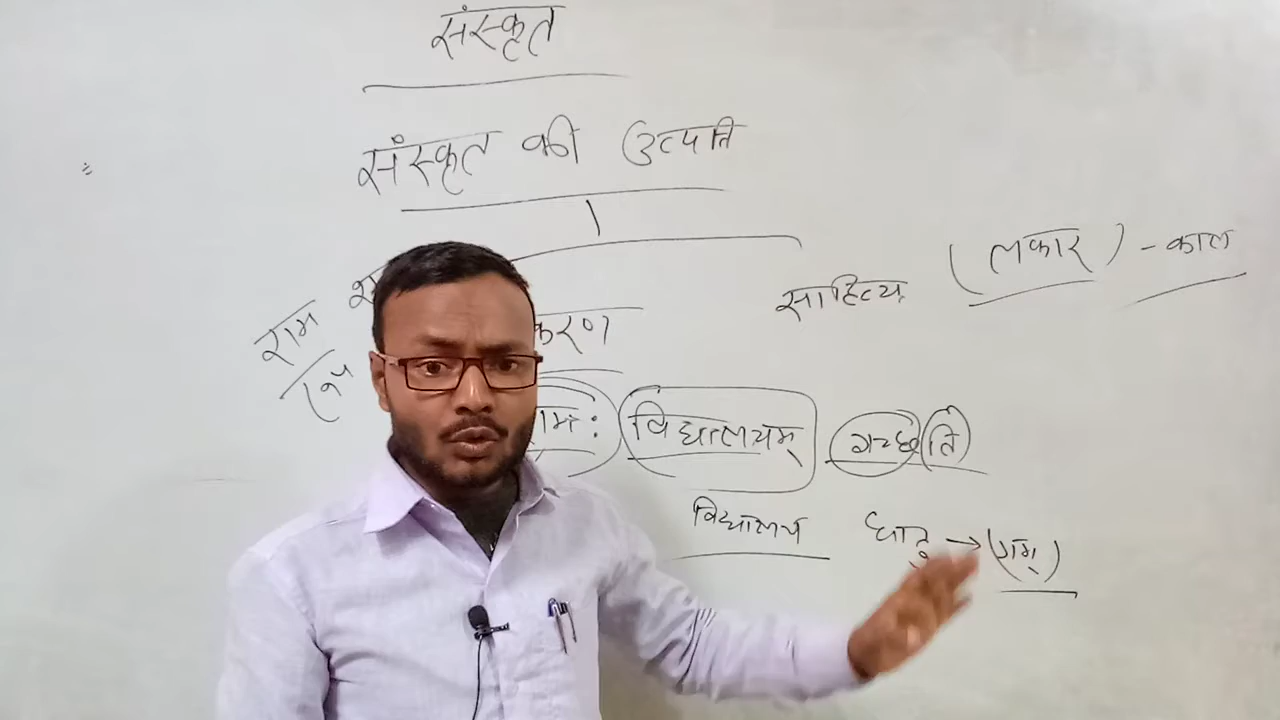 संस्कृत
संस्कृत की उत्पत्ति
(लकार) - काल
साहित्य
राम
करण
ाम: विद्यालयम् गच्छति
विद्यालय धातु → (गम्)